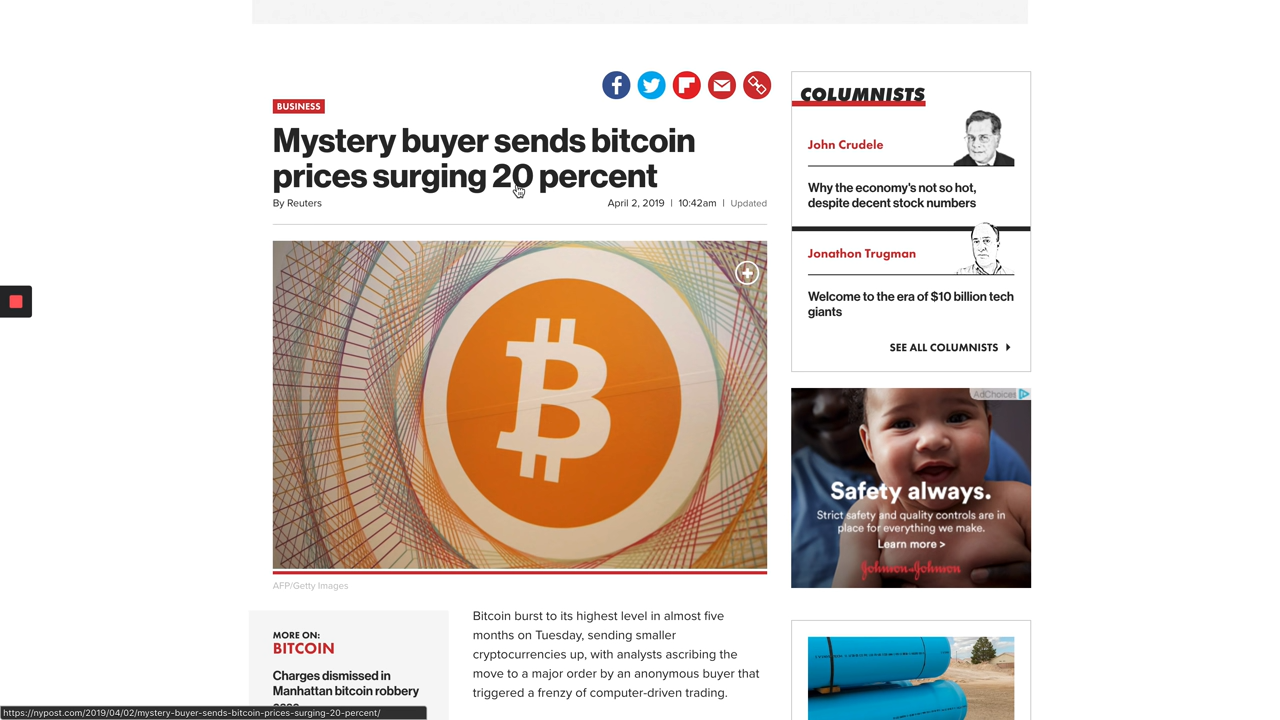 BUSINESS
Mystery buyer sends bitcoin
prices surging 20 percent
By Reuters
April 2, 2019 | 10:42am | Updated
AFP/Getty Images
MORE ON:
BITCOIN
Charges dismissed in
Manhattan bitcoin robbery
Bitcoin burst to its highest level in almost five
months on Tuesday, sending smaller
cryptocurrencies up, with analysts ascribing the
move to a major order by an anonymous buyer that
triggered a frenzy of computer-driven trading.
COLUMNISTS
John Crudele
Why the economy's not so hot,
despite decent stock numbers
Jonathon Trugman
Welcome to the era of $10 billion tech
giants
SEE ALL COLUMNISTS
AdChoices
Safety always.
Strict safety and quality controls are in
place for everything we make.
Learn more >
Johnson & Johnson
https://nypost.com/2019/04/02/mystery-buyer-sends-bitcoin-prices-surging-20-percent/